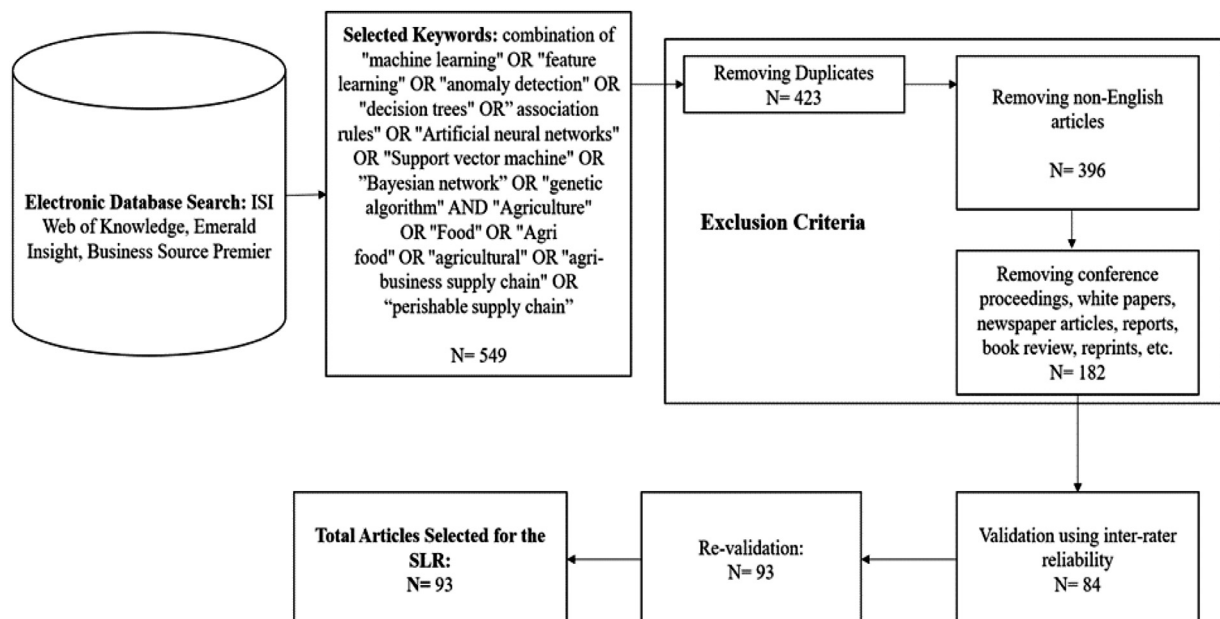 Electronic Database Search: ISI
Web of Knowledge, Emerald
Insight, Business Source Premier
Selected Keywords: combination of
"machine learning" OR "feature
learning" OR "anomaly detection" OR
"decision trees" OR” association
rules" OR "Artificial neural networks"
OR "Support vector machine" OR
”Bayesian network” OR "genetic
algorithm" AND "Agriculture"
OR "Food" OR "Agri
food" OR "agricultural" OR "agri-
business supply chain" OR
“perishable supply chain”
N= 549
Exclusion Criteria
Removing Duplicates
N= 423
Removing non-English
articles
N= 396
Removing conference
proceedings, white papers,
newspaper articles, reports,
book review, reprints, etc.
N= 182
Validation using inter-rater
reliability
N= 84
Re-validation:
N= 93
Total Articles Selected for the
SLR:
N= 93